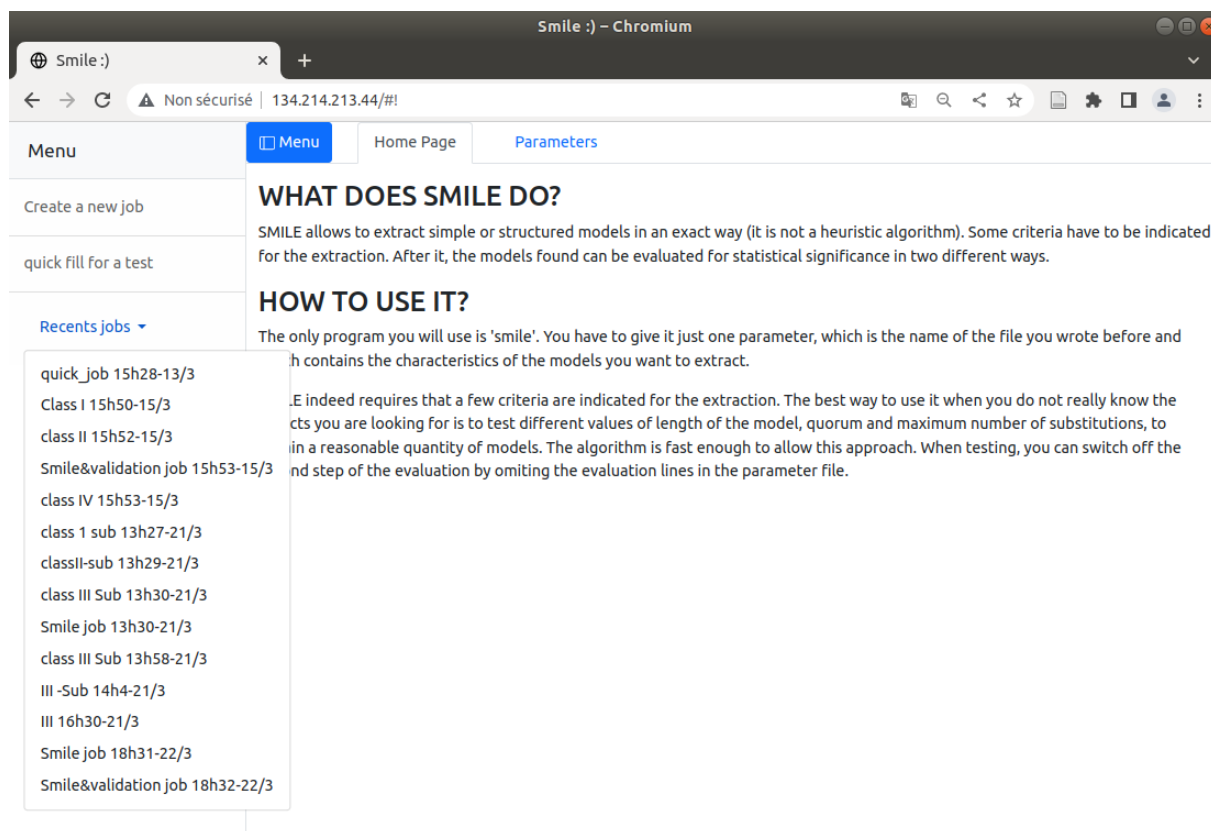 Smile :) – Chromium
Smile :)
Non sécurisé | 134.214.213.44/#!
Menu
Create a new job
quick fill for a test
Recents jobs
quick_job 15h28-13/3
Class I 15h50-15/3
class II 15h52-15/3
Smile&validation job 15h53-15/3
class IV 15h53-15/3
class 1 sub 13h27-21/3
classII-sub 13h29-21/3
class III Sub 13h30-21/3
Smile job 13h30-21/3
class III Sub 13h58-21/3
III -Sub 14h4-21/3
III 16h30-21/3
Smile job 18h31-22/3
Smile&validation job 18h32-22/3
Menu Home Page Parameters
WHAT DOES SMILE DO?
SMILE allows to extract simple or structured models in an exact way (it is not a heuristic algorithm). Some criteria have to be indicated
for the extraction. After it, the models found can be evaluated for statistical significance in two different ways.
HOW TO USE IT?
The only program you will use is 'smile'. You have to give it just one parameter, which is the name of the file you wrote before and
contains the characteristics of the models you want to extract.
indeed requires that a few criteria are indicated for the extraction. The best way to use it when you do not really know the
you are looking for is to test different values of length of the model, quorum and maximum number of substitutions, to
a reasonable quantity of models. The algorithm is fast enough to allow this approach. When testing, you can switch off the
step of the evaluation by omiting the evaluation lines in the parameter file.